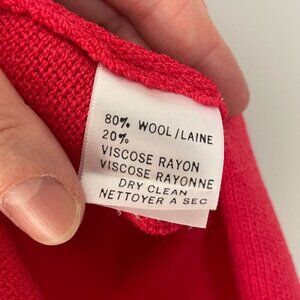 80% WOOL/LAINE
20%
VISCOSE RAYON
VISCOSE RAYONNE
DRY CLEAN
NETTOYER A SEC